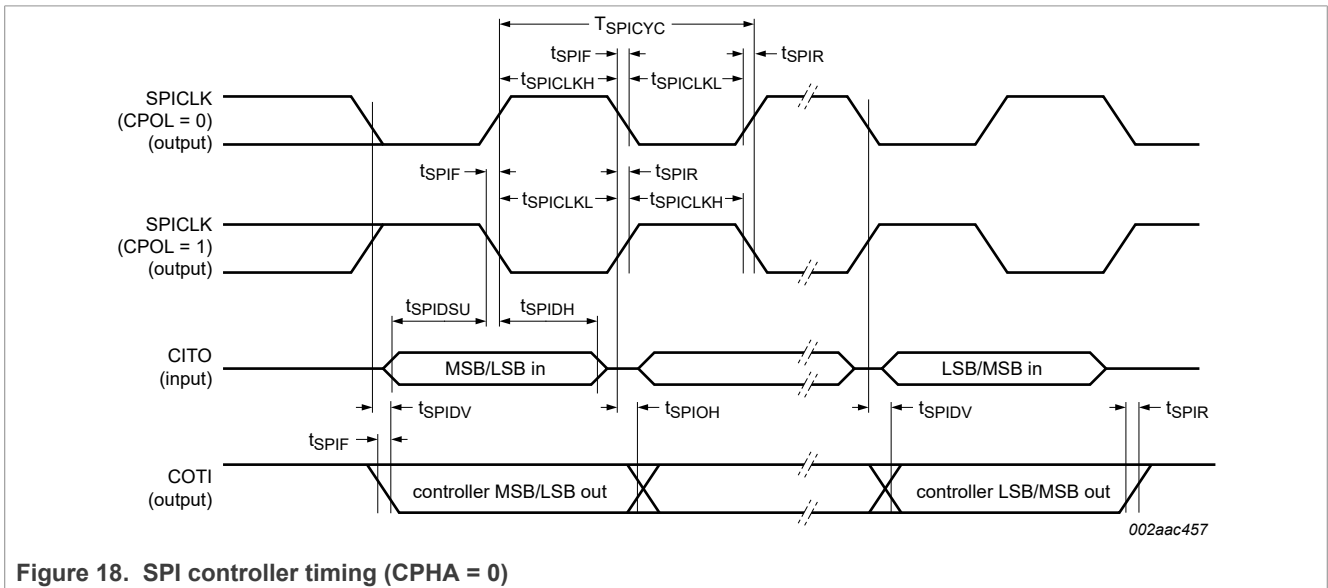 TSPICYC
tSPIF
tSPIR
tSPICLKH
tSPICLKL
SPICLK
(CPOL = 0)
(output)
tSPIF
tSPIR
tSPICLKL
tSPICLKH
SPICLK
(CPOL = 1)
(output)
tSPIDSU
tSPIDH
CITO
(input)
MSB/LSB in
LSB/MSB in
tSPIDV
tSPIOH
tSPIDV
tSPIR
tSPIF
COTI
(output)
controller MSB/LSB out
controller LSB/MSB out
002aac457
Figure 18. SPI controller timing (CPHA = 0)